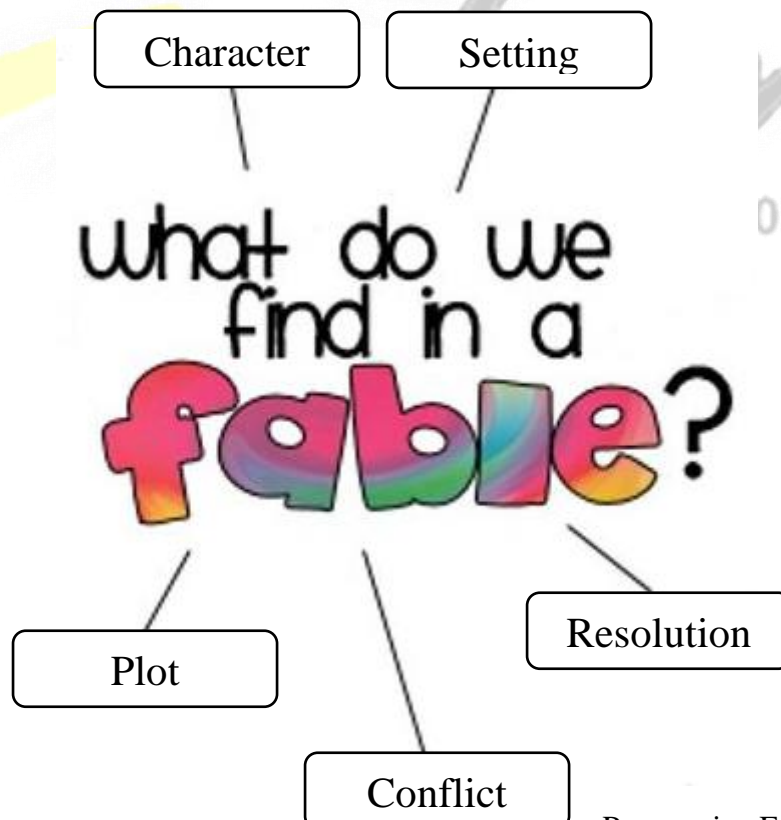 Character
Setting
what do we
find in a
fable?
Resolution
Plot
Conflict